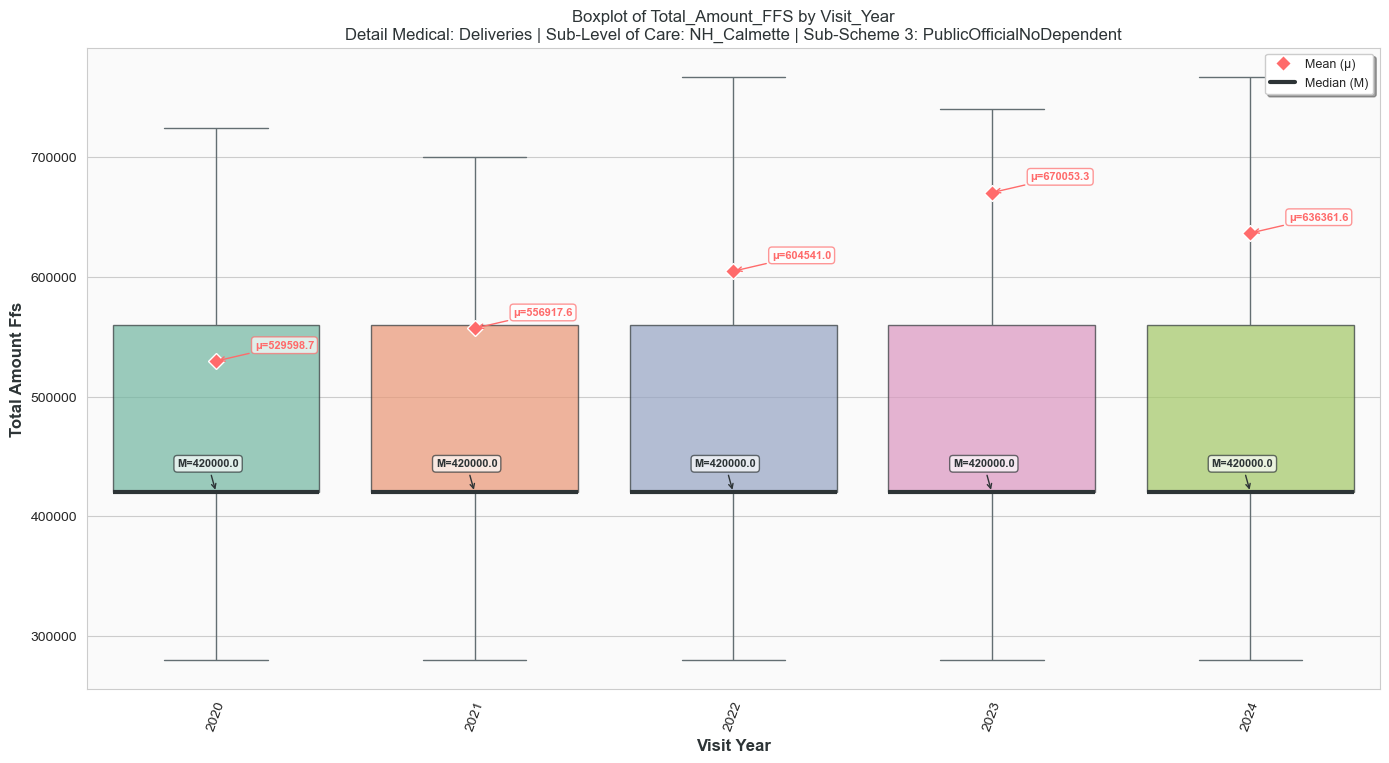 Boxplot of Total_Amount_FFS by Visit_Year
Detail Medical: Deliveries | Sub-Level of Care: NH_Calmette | Sub-Scheme 3: PublicOfficialNoDependent
Mean (μ)
Median (M)
Total Amount Ffs
700000
600000
500000
400000
300000
μ=529598.7
μ=556917.6
μ=604541.0
μ=670053.3
μ=636361.6
M=420000.0
M=420000.0
M=420000.0
M=420000.0
M=420000.0
2020
2021
2022
2023
2024
Visit Year